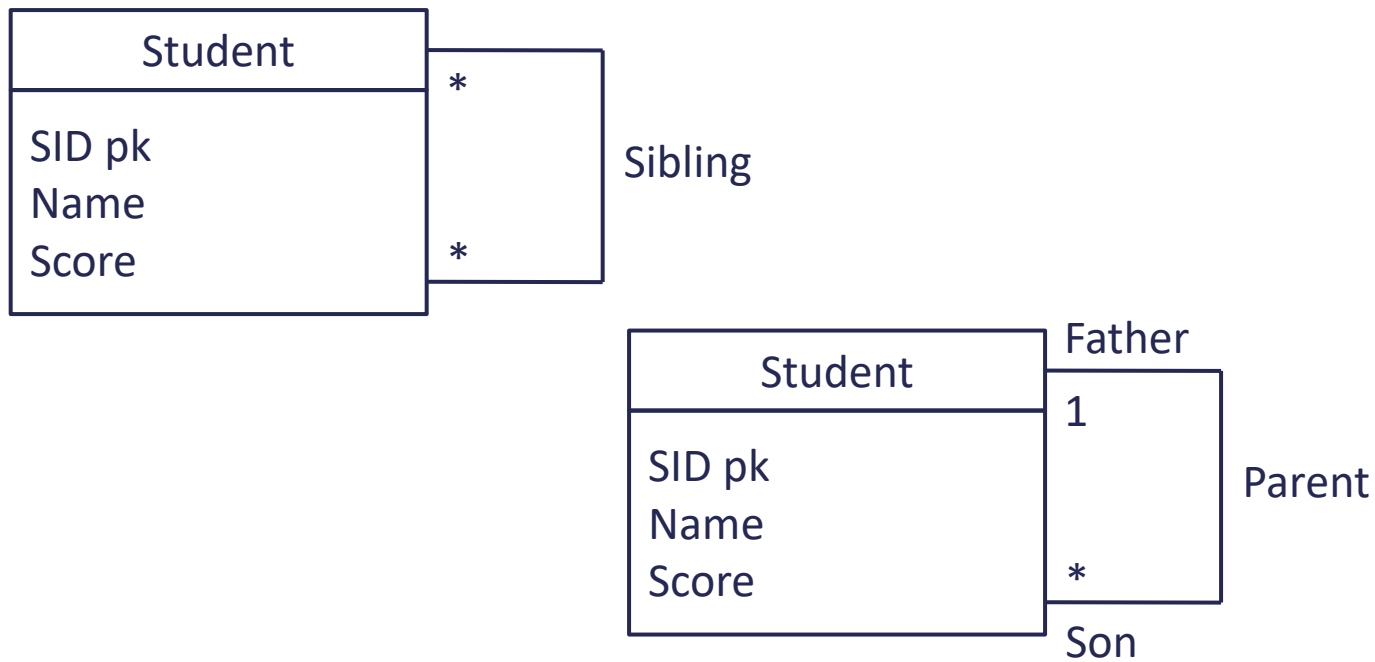 Student
*
SID pk
Name
Score
*
Sibling
Student
Father
1
SID pk
Name
Score
*
Son
Parent